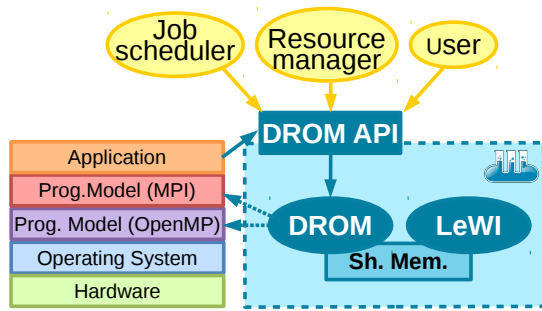 Job
scheduler
Resource
manager
user
DROM API
Application
Prog.Model (MPI)
Prog. Model (OpenMP)
Operating System
Hardware
DROM
LeWI
Sh. Mem.